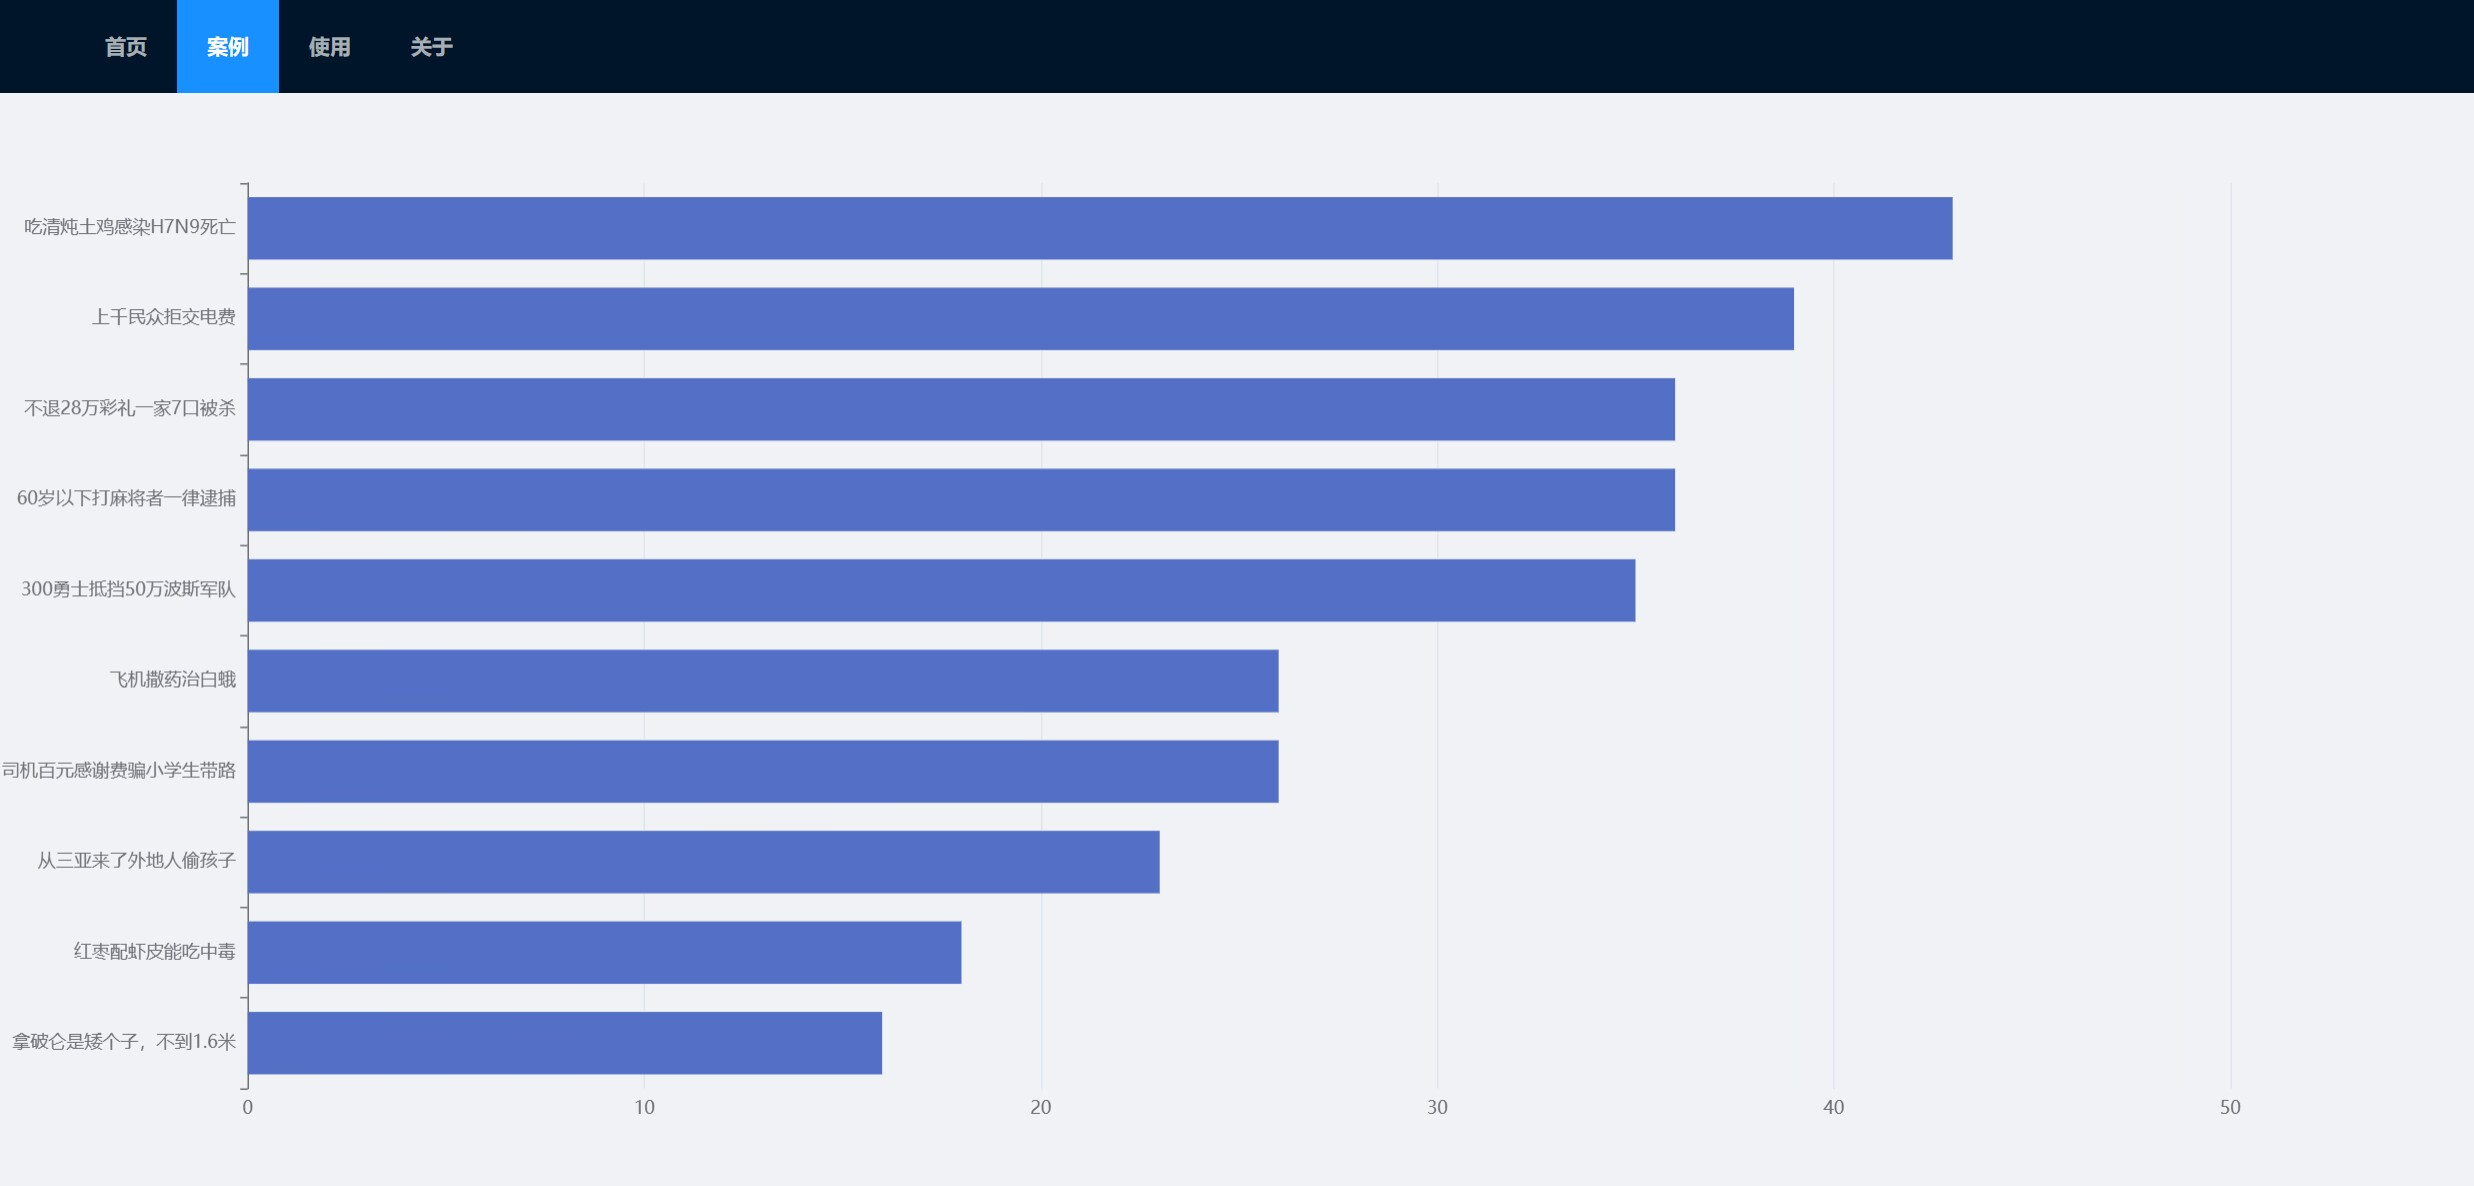 首页 案例 使用 关于
吃清炖土鸡感染H7N9死亡
上千民众拒交电费
不退28万彩礼一家7口被杀
60岁以下打麻将者一律逮捕
300勇士抵挡50万波斯军队
飞机撒药治白蛾
司机百元感谢费骗小学生带路
从三亚来了外地人偷孩子
红枣配虾皮能吃中毒
拿破仑是矮个子，不到1.6米
0 10 20 30 40 50